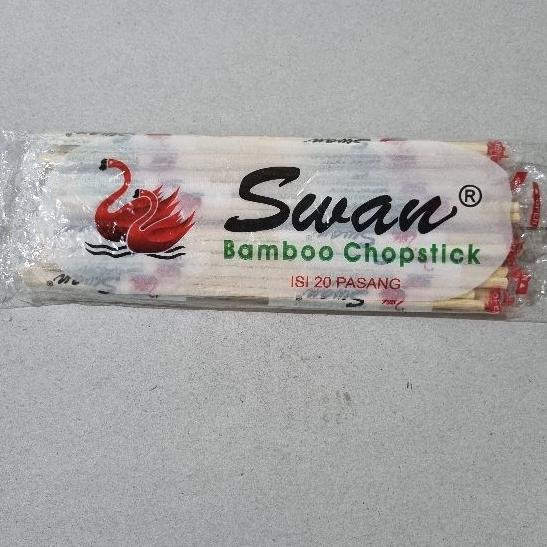 Swan®
Bamboo Chopstick
ISI 20 PASANG